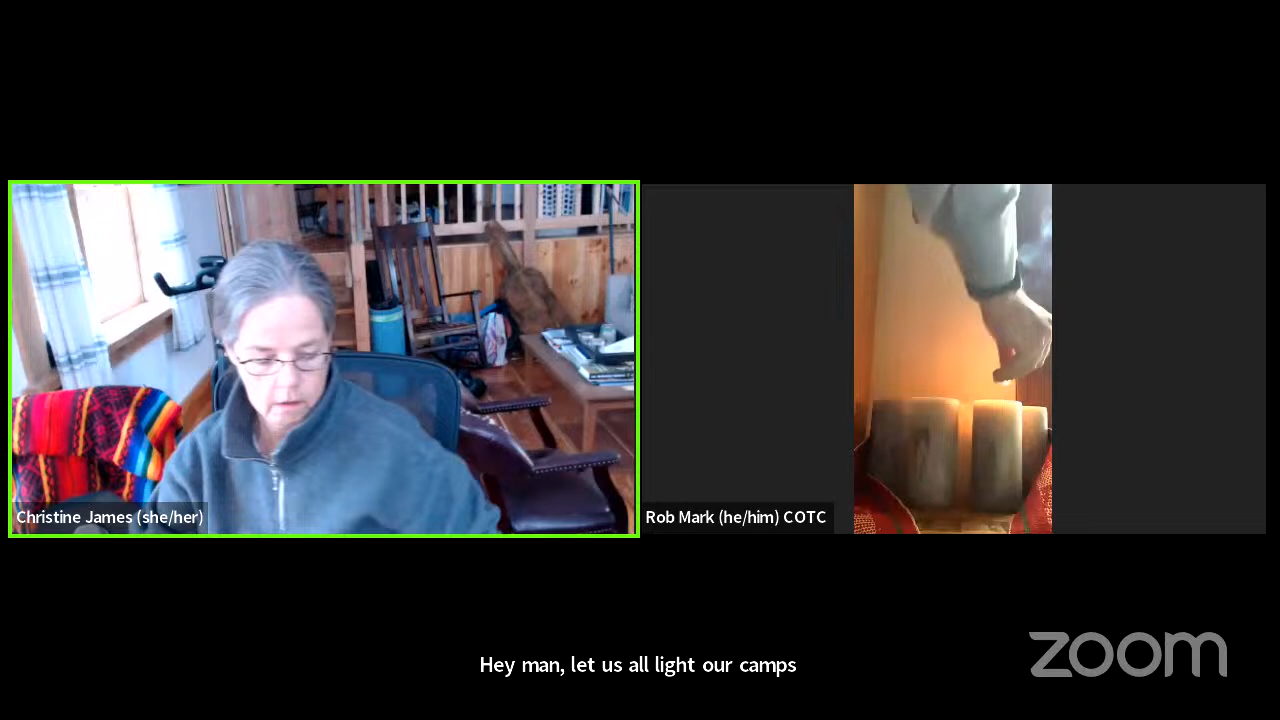 Christine James (she/her)
Rob Mark (he/him) COTC
Hey man, let us all light our camps
zoom